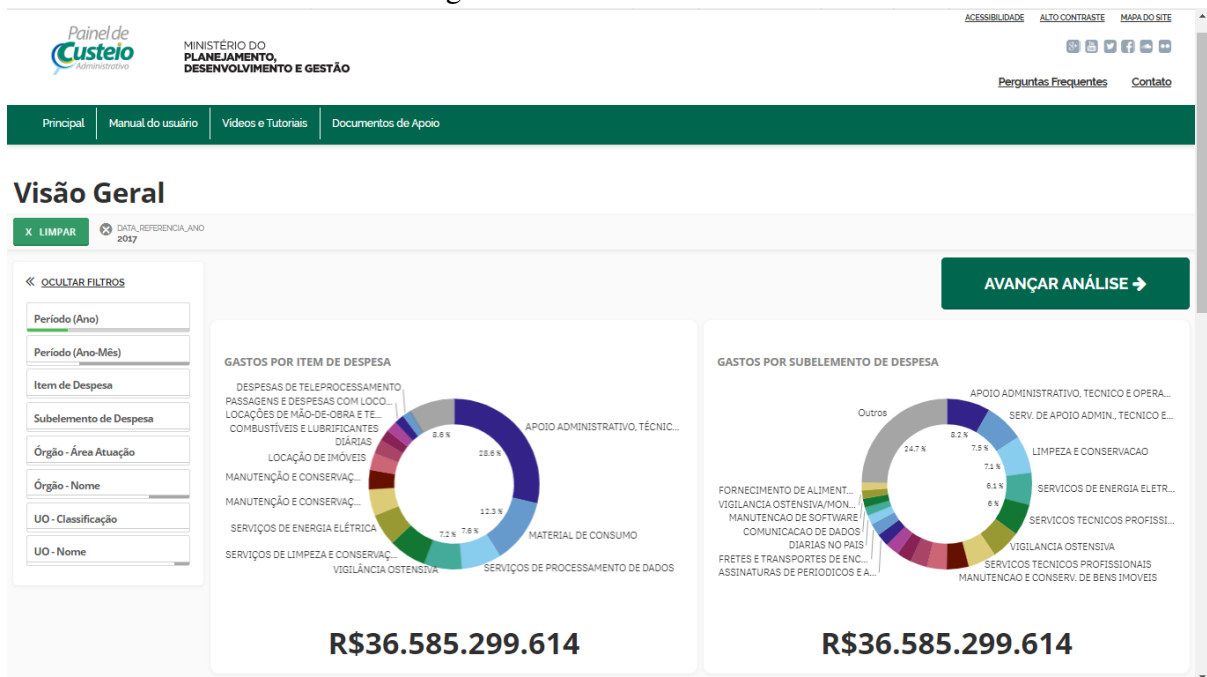 ACESSIBILIDADE ALTO CONTRASTE MAPA DO SITE
Painel de
Custeio
Administrativo
MINISTÉRIO DO
PLANEJAMENTO,
DESENVOLVIMENTO E GESTÃO
Perguntas Frequentes Contato
Principal Manual do usuário Vídeos e Tutoriais Documentos de Apoio
Visão Geral
X LIMPAR
DATA_REFERENCIA_ANO
2017
OCULTAR FILTROS
Período (Ano)
Período (Ano-Mês)
Item de Despesa
Subelemento de Despesa
Órgão - Área Atuação
Órgão - Nome
UO - Classificação
UO - Nome
AVANÇAR ANÁLISE
GASTOS POR ITEM DE DESPESA
DESPESAS DE TELEPROCESSAMENTO
PASSAGENS E DESPESAS COM LOCO...
LOCAÇÕES DE MÃO-DE-OBRA E TE...
COMBUSTÍVEIS E LUBRIFICANTES
DIÁRIAS
LOCAÇÃO DE IMÓVEIS
MANUTENÇÃO E CONSERVAÇ...
MANUTENÇÃO E CONSERVAÇ...
SERVIÇOS DE ENERGIA ELÉTRICA
SERVIÇOS DE LIMPEZA E CONSERVAÇ...
VIGILÂNCIA OSTENSIVA
SERVIÇOS DE PROCESSAMENTO DE DADOS
MATERIAL DE CONSUMO
APOIO ADMINISTRATIVO, TÉCNIC...
8.6 %
28.6 %
12.3 %
7.6 %
7.2 %
R$36.585.299.614
GASTOS POR SUBELEMENTO DE DESPESA
Outros
APOIO ADMINISTRATIVO, TECNICO E OPERA...
SERV. DE APOIO ADMIN., TECNICO E...
LIMPEZA E CONSERVACAO
SERVICOS DE ENERGIA ELETR...
SERVICOS TECNICOS PROFISSI...
VIGILANCIA OSTENSIVA
SERVICOS TECNICOS PROFISSIONAIS
MANUTENCAO E CONSERV. DE BENS IMOVEIS
FORNECIMENTO DE ALIMENT...
VIGILANCIA OSTENSIVA/MON...
MANUTENCAO DE SOFTWARE
COMUNICACAO DE DADOS
DIARIAS NO PAIS
FRETES E TRANSPORTES DE ENC...
ASSINATURAS DE PERIODICOS E A...
24.7 %
8.2 %
7.5 %
7.1 %
6.1 %
6 %
R$36.585.299.614